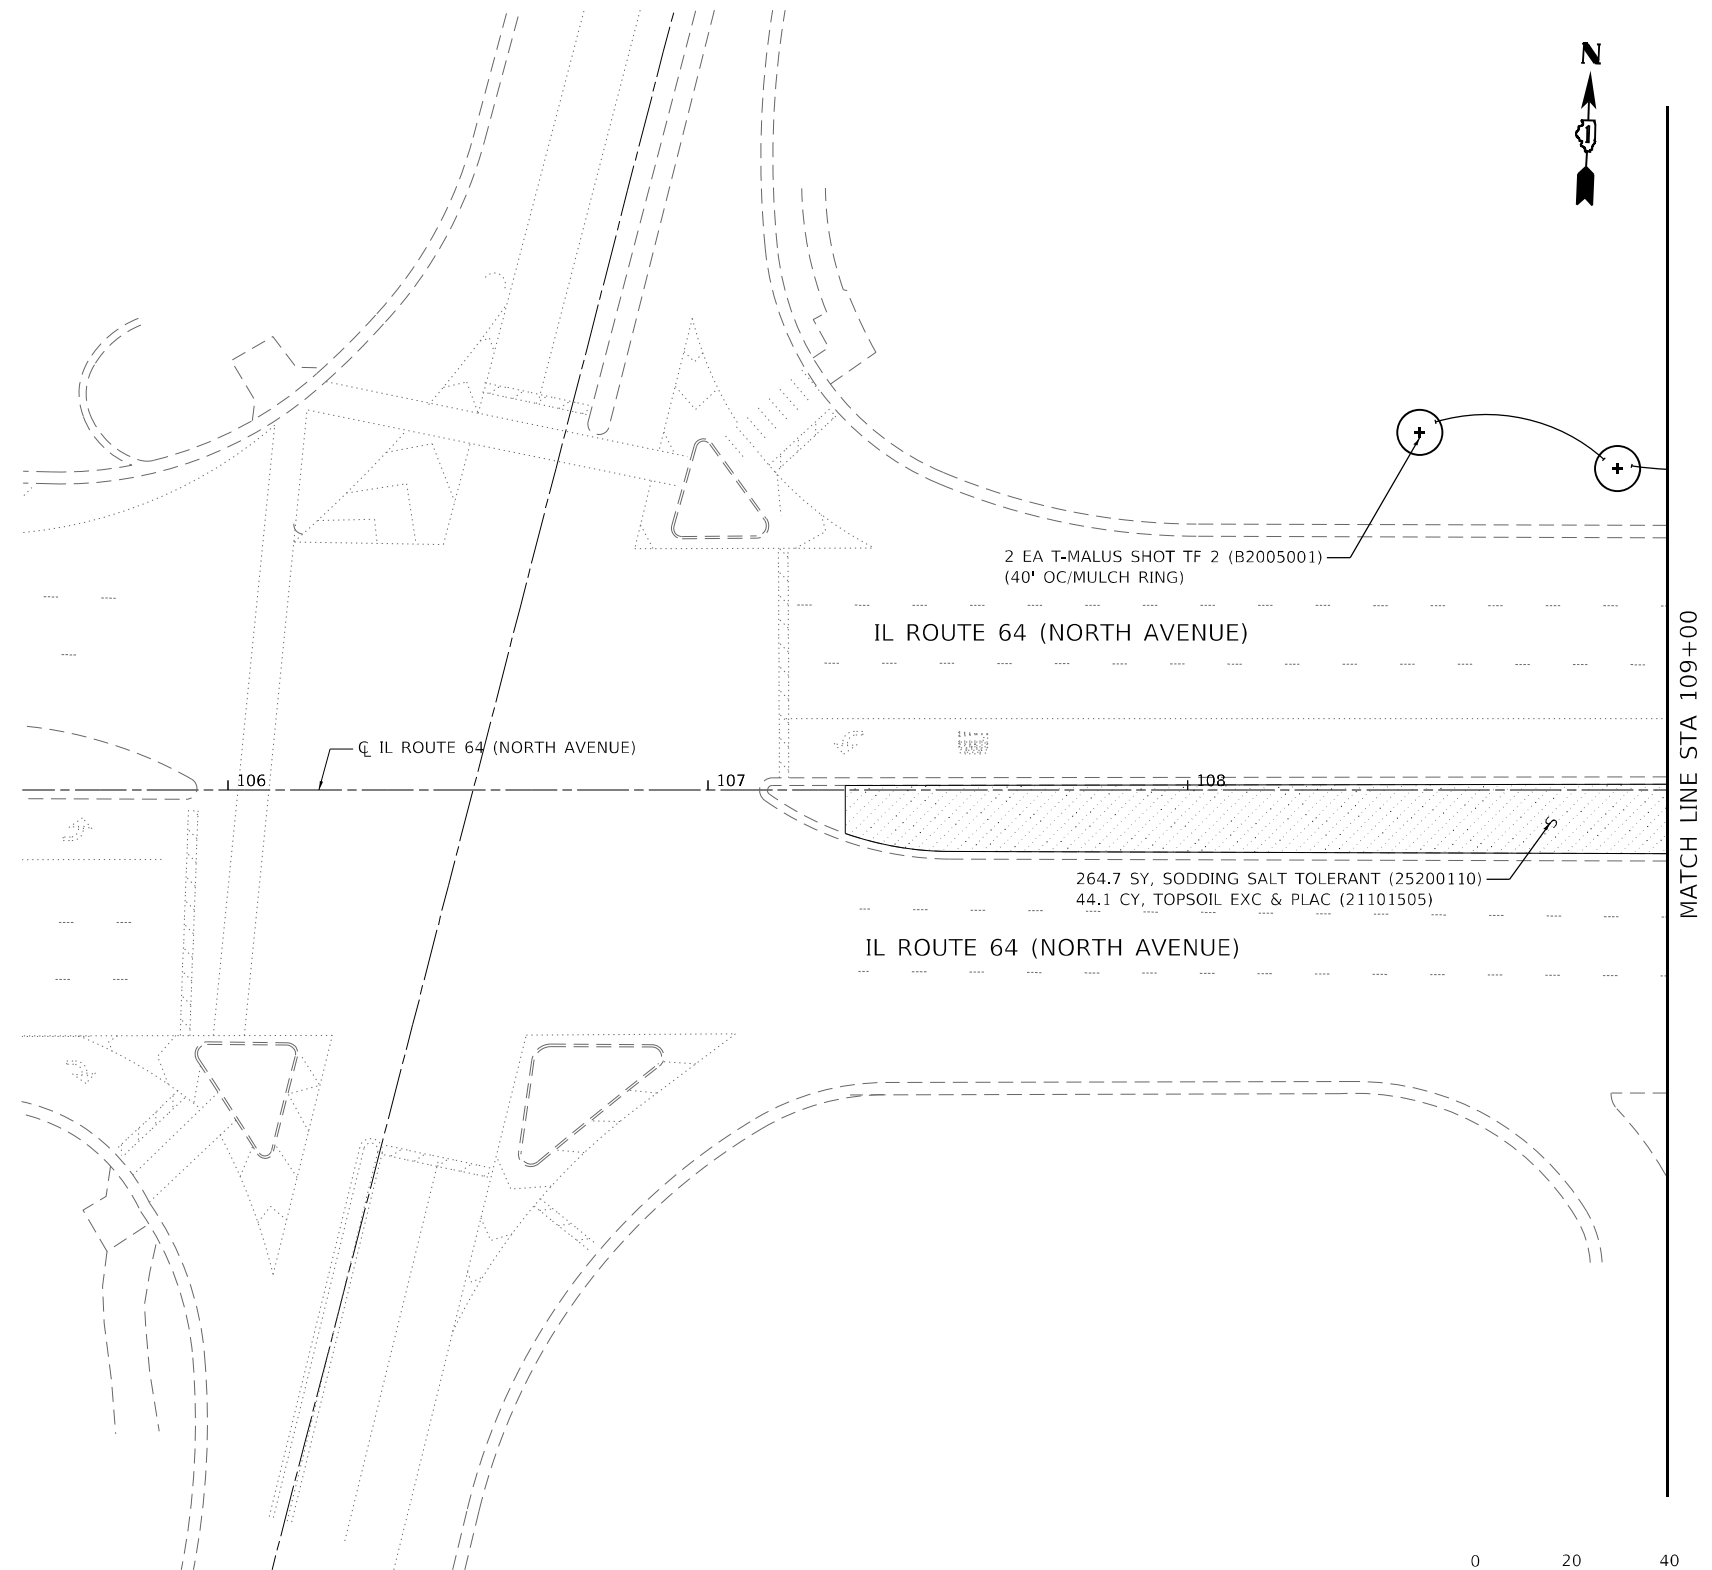 N
1
2 EA T-MALUS SHOT TF 2 (B2005001)
(40' OC/MULCH RING)
IL ROUTE 64 (NORTH AVENUE)
MATCH LINE STA 109+00
℄ IL ROUTE 64 (NORTH AVENUE)
106
107
108
S
264.7 SY, SODDING SALT TOLERANT (25200110)
44.1 CY, TOPSOIL EXC & PLAC (21101505)
IL ROUTE 64 (NORTH AVENUE)
0 20 40